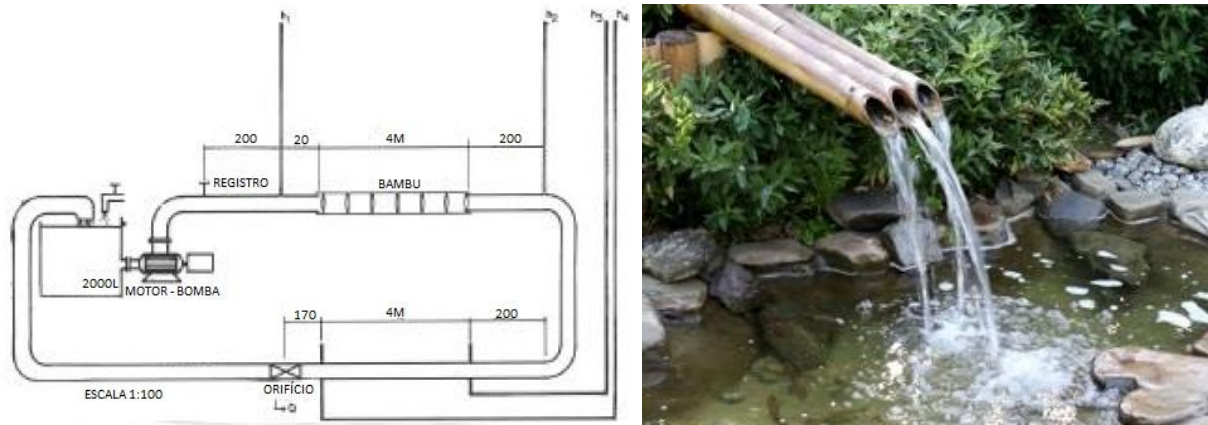 h₁
h₂
h₃ h₄
200
20
4M
200
REGISTRO
BAMBU
2000L
MOTOR - BOMBA
170
4M
200
ESCALA 1:100
ORIFÍCIO
Q